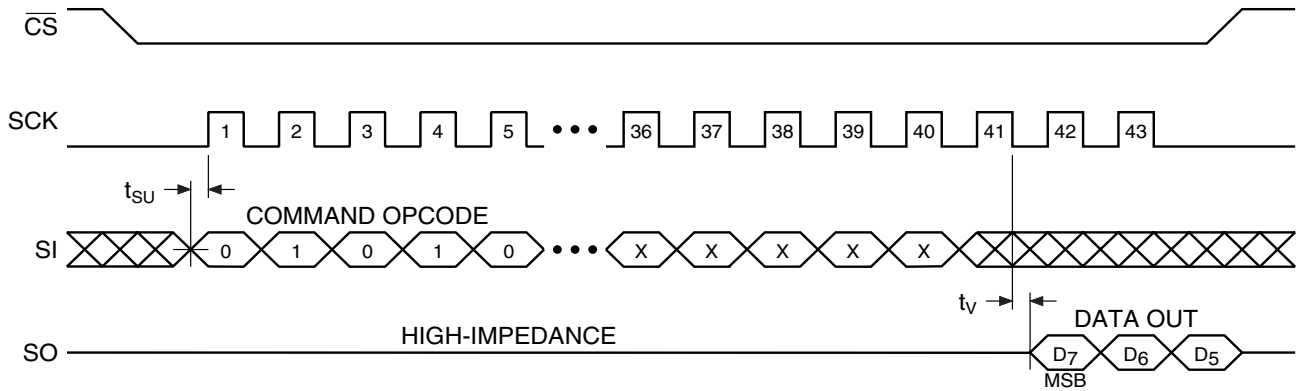 CS
SCK 1 2 3 4 5 ••• 36 37 38 39 40 41 42 43
tSU
COMMAND OPCODE
SI 0 1 0 1 0 ••• X X X X X
tV
HIGH-IMPEDANCE DATA OUT
SO D7 D6 D5
MSB